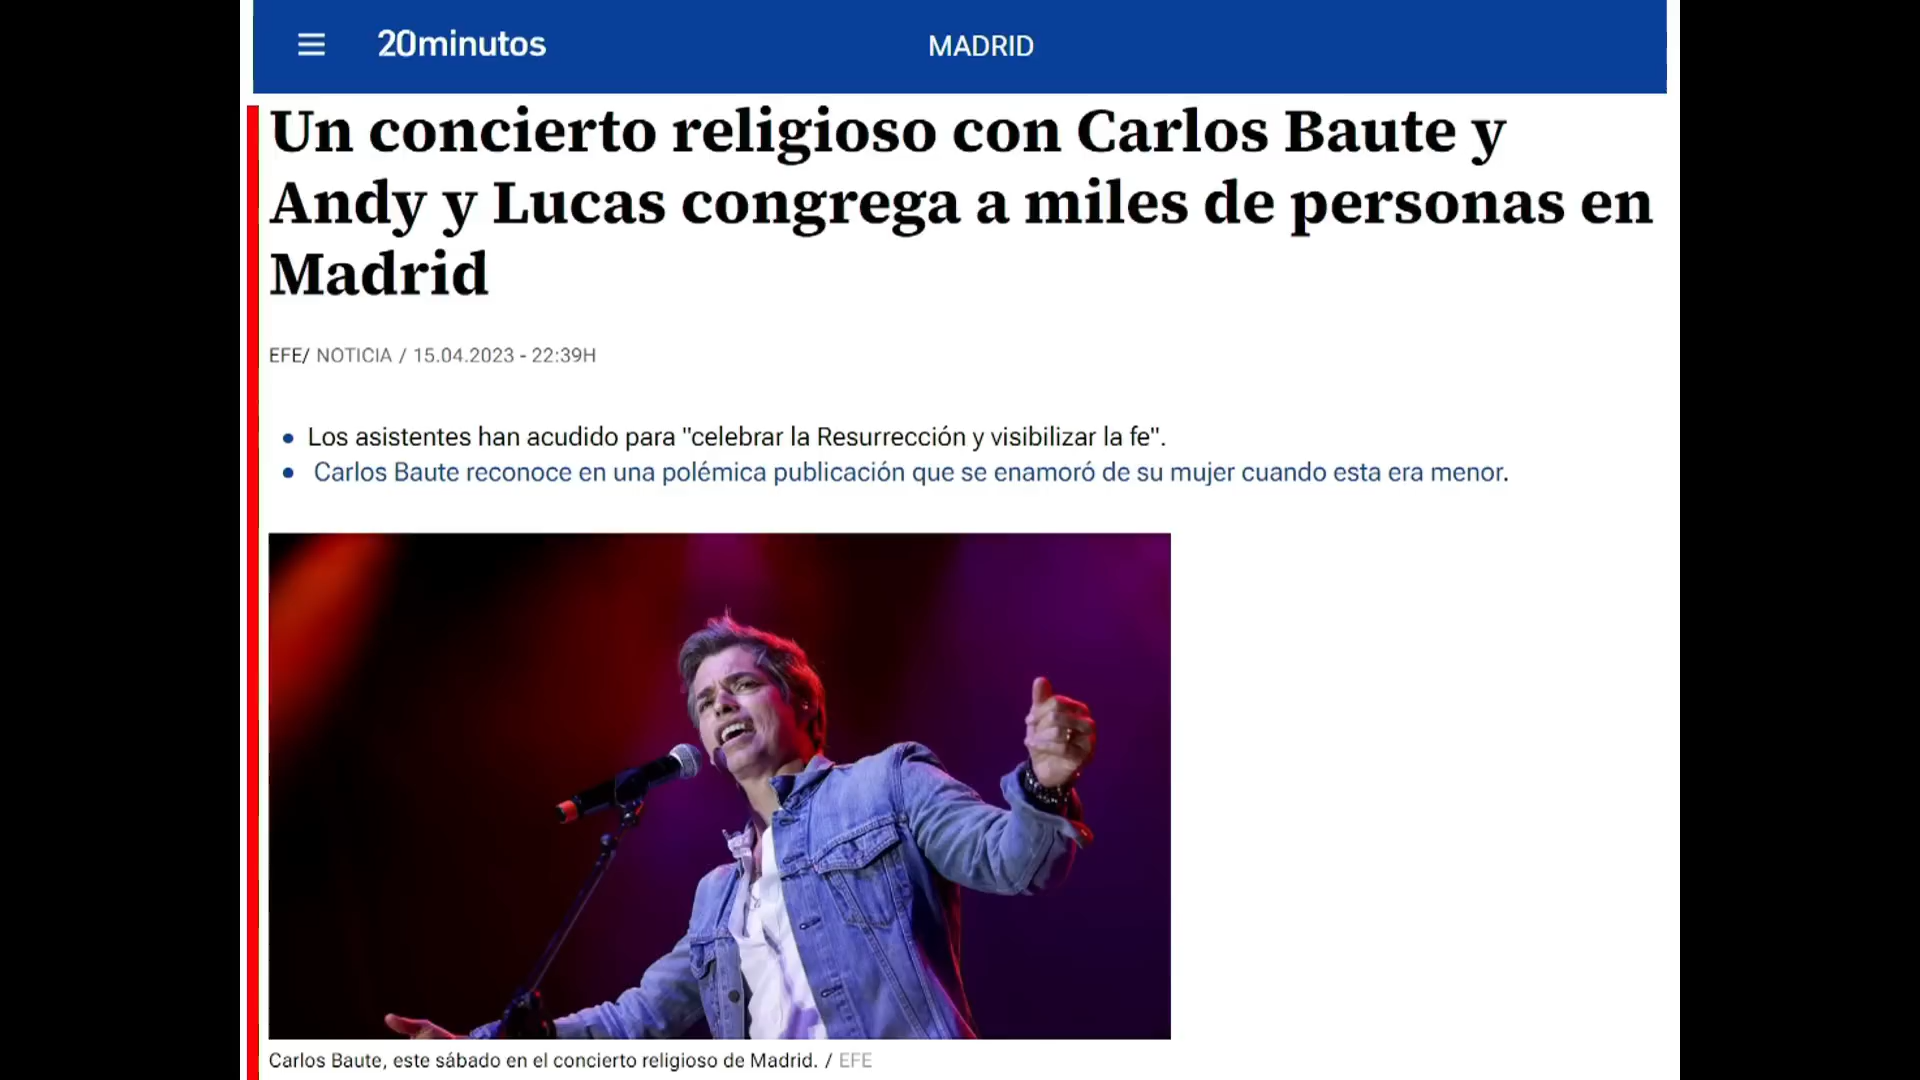 20minutos
MADRID
Un concierto religioso con Carlos Baute y
Andy y Lucas congrega a miles de personas en
Madrid
EFE/ NOTICIA / 15.04.2023 - 22:39H
Los asistentes han acudido para "celebrar la Resurrección y visibilizar la fe".
Carlos Baute reconoce en una polémica publicación que se enamoró de su mujer cuando esta era menor.
Carlos Baute, este sábado en el concierto religioso de Madrid. / EFE